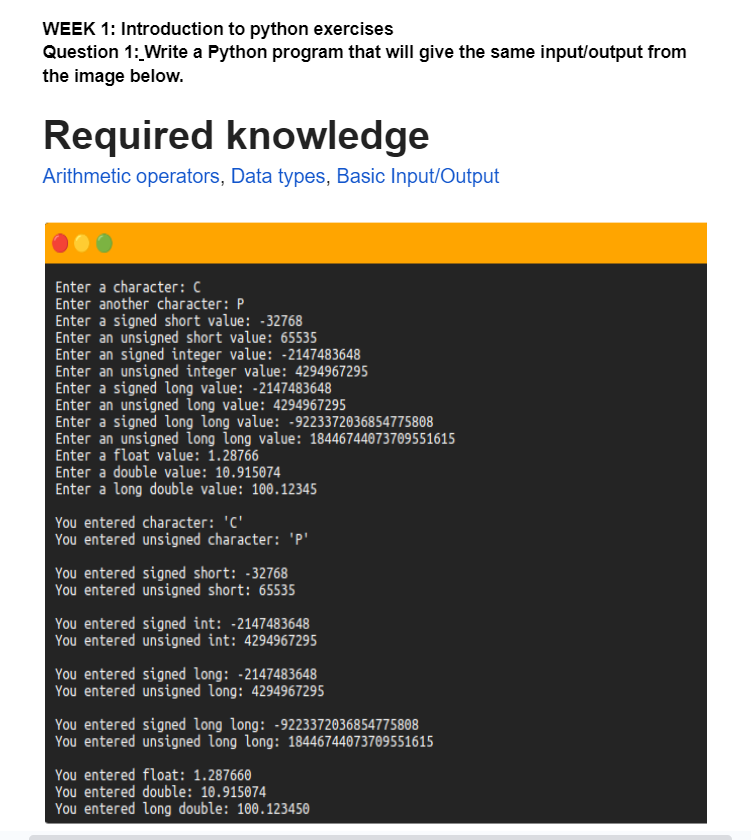 WEEK 1: Introduction to python exercises
Question 1: Write a Python program that will give the same input/output from
the image below.
Required knowledge
Arithmetic operators, Data types, Basic Input/Output
Enter a character: C
Enter another character: P
Enter a signed short value: -32768
Enter an unsigned short value: 65535
Enter an signed integer value: -2147483648
Enter an unsigned integer value: 4294967295
Enter a signed long value: -2147483648
Enter an unsigned long value: 4294967295
Enter a signed long long value: -9223372036854775808
Enter an unsigned long long value: 18446744073709551615
Enter a float value: 1.28766
Enter a double value: 10.915074
Enter a long double value: 100.12345
You entered character: 'C'
You entered unsigned character: 'P'
You entered signed short: -32768
You entered unsigned short: 65535
You entered signed int: -2147483648
You entered unsigned int: 4294967295
You entered signed long: -2147483648
You entered unsigned long: 4294967295
You entered signed long long: -9223372036854775808
You entered unsigned long long: 18446744073709551615
You entered float: 1.287660
You entered double: 10.915074
You entered long double: 100.123450